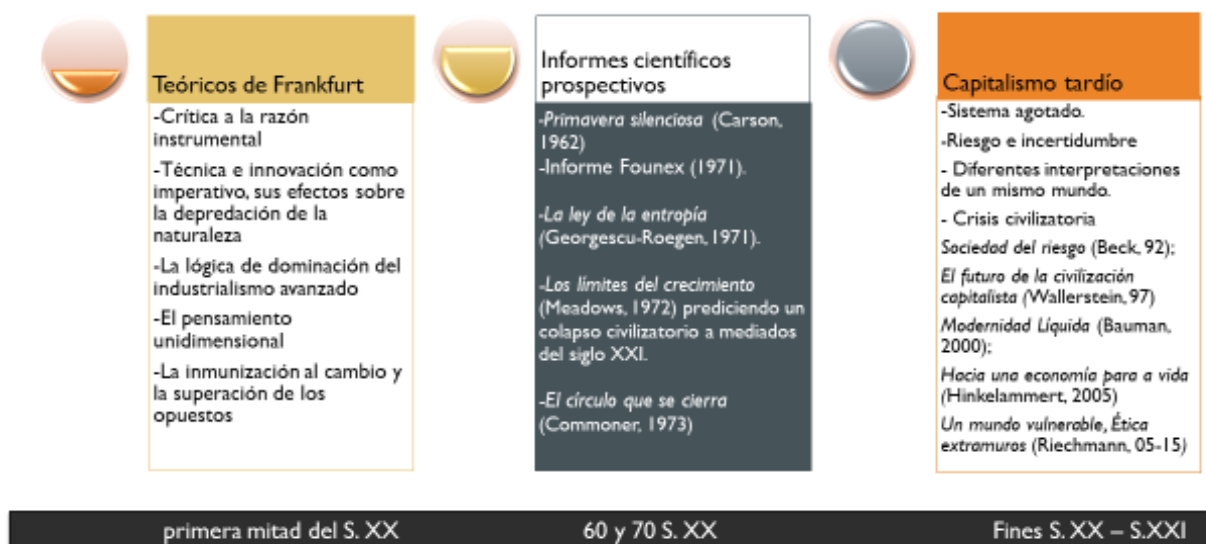 Teóricos de Frankfurt
-Crítica a la razón
instrumental
-Técnica e innovación como
imperativo, sus efectos sobre
la depredación de la
naturaleza
-La lógica de dominación del
industrialismo avanzado
-El pensamiento
unidimensional
-La inmunización al cambio y
la superación de los
opuestos
Informes científicos
prospectivos
-Primavera silenciosa (Carson,
1962)
-Informe Founex (1971).
-La ley de la entropía
(Georgescu-Roegen, 1971).
-Los límites del crecimiento
(Meadows, 1972) prediciendo un
colapso civilizatorio a mediados
del siglo XXI.
-El círculo que se cierra
(Commoner, 1973)
Capitalismo tardío
-Sistema agotado.
-Riesgo e incertidumbre
- Diferentes interpretaciones
de un mismo mundo.
- Crisis civilizatoria
Sociedad del riesgo (Beck, 92);
El futuro de la civilización
capitalista (Wallerstein, 97)
Modernidad Líquida (Bauman,
2000);
Hacia una economía para a vida
(Hinkelammert, 2005)
Un mundo vulnerable, Ética
extramuros (Riechmann, 05-15)
primera mitad del S. XX
60 y 70 S. XX
Fines S. XX – S.XXI